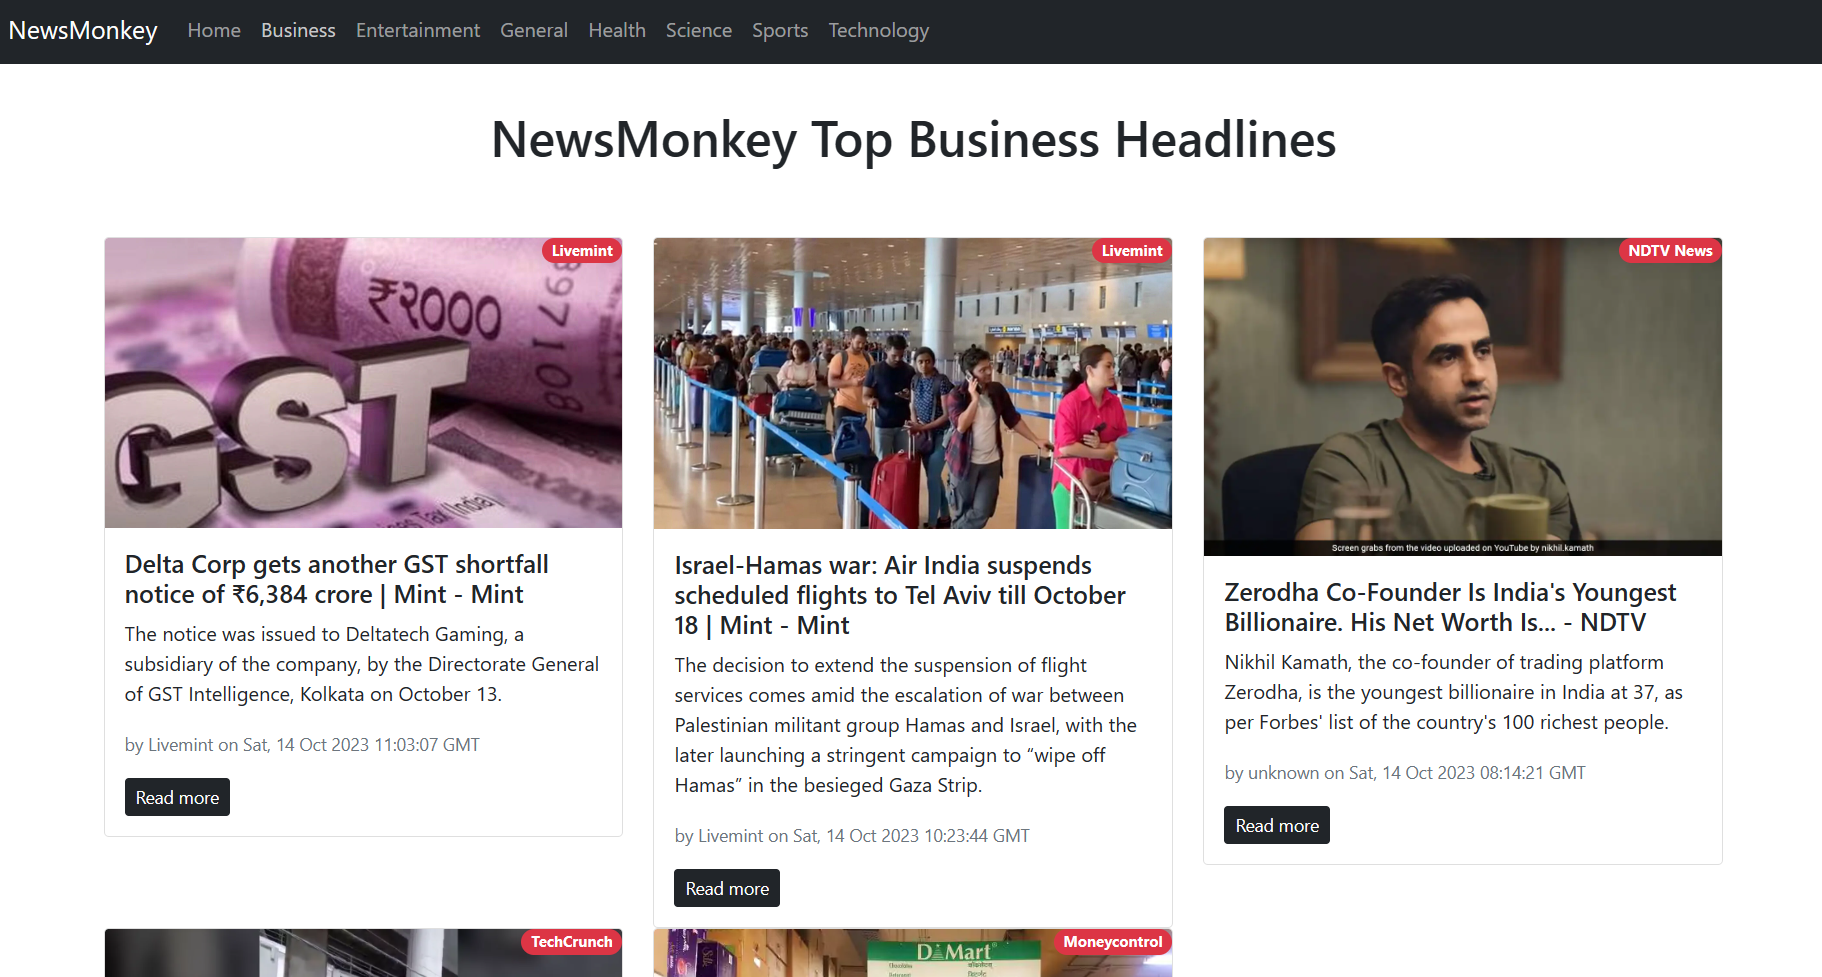 NewsMonkey Home Business Entertainment General Health Science Sports Technology
NewsMonkey Top Business Headlines
Livemint
₹२000
897 108
GST
(India)
Delta Corp gets another GST shortfall
notice of ₹6,384 crore | Mint - Mint
The notice was issued to Deltatech Gaming, a
subsidiary of the company, by the Directorate General
of GST Intelligence, Kolkata on October 13.
by Livemint on Sat, 14 Oct 2023 11:03:07 GMT
Read more
Livemint
Israel-Hamas war: Air India suspends
scheduled flights to Tel Aviv till October
18 | Mint - Mint
The decision to extend the suspension of flight
services comes amid the escalation of war between
Palestinian militant group Hamas and Israel, with the
later launching a stringent campaign to “wipe off
Hamas” in the besieged Gaza Strip.
by Livemint on Sat, 14 Oct 2023 10:23:44 GMT
Read more
NDTV News
Screen grabs from the video uploaded on YouTube by nikhil.kamath
Zerodha Co-Founder Is India's Youngest
Billionaire. His Net Worth Is... - NDTV
Nikhil Kamath, the co-founder of trading platform
Zerodha, is the youngest billionaire in India at 37, as
per Forbes' list of the country's 100 richest people.
by unknown on Sat, 14 Oct 2023 08:14:21 GMT
Read more
TechCrunch
Moneycontrol
Silk
D Mart
Chocolates